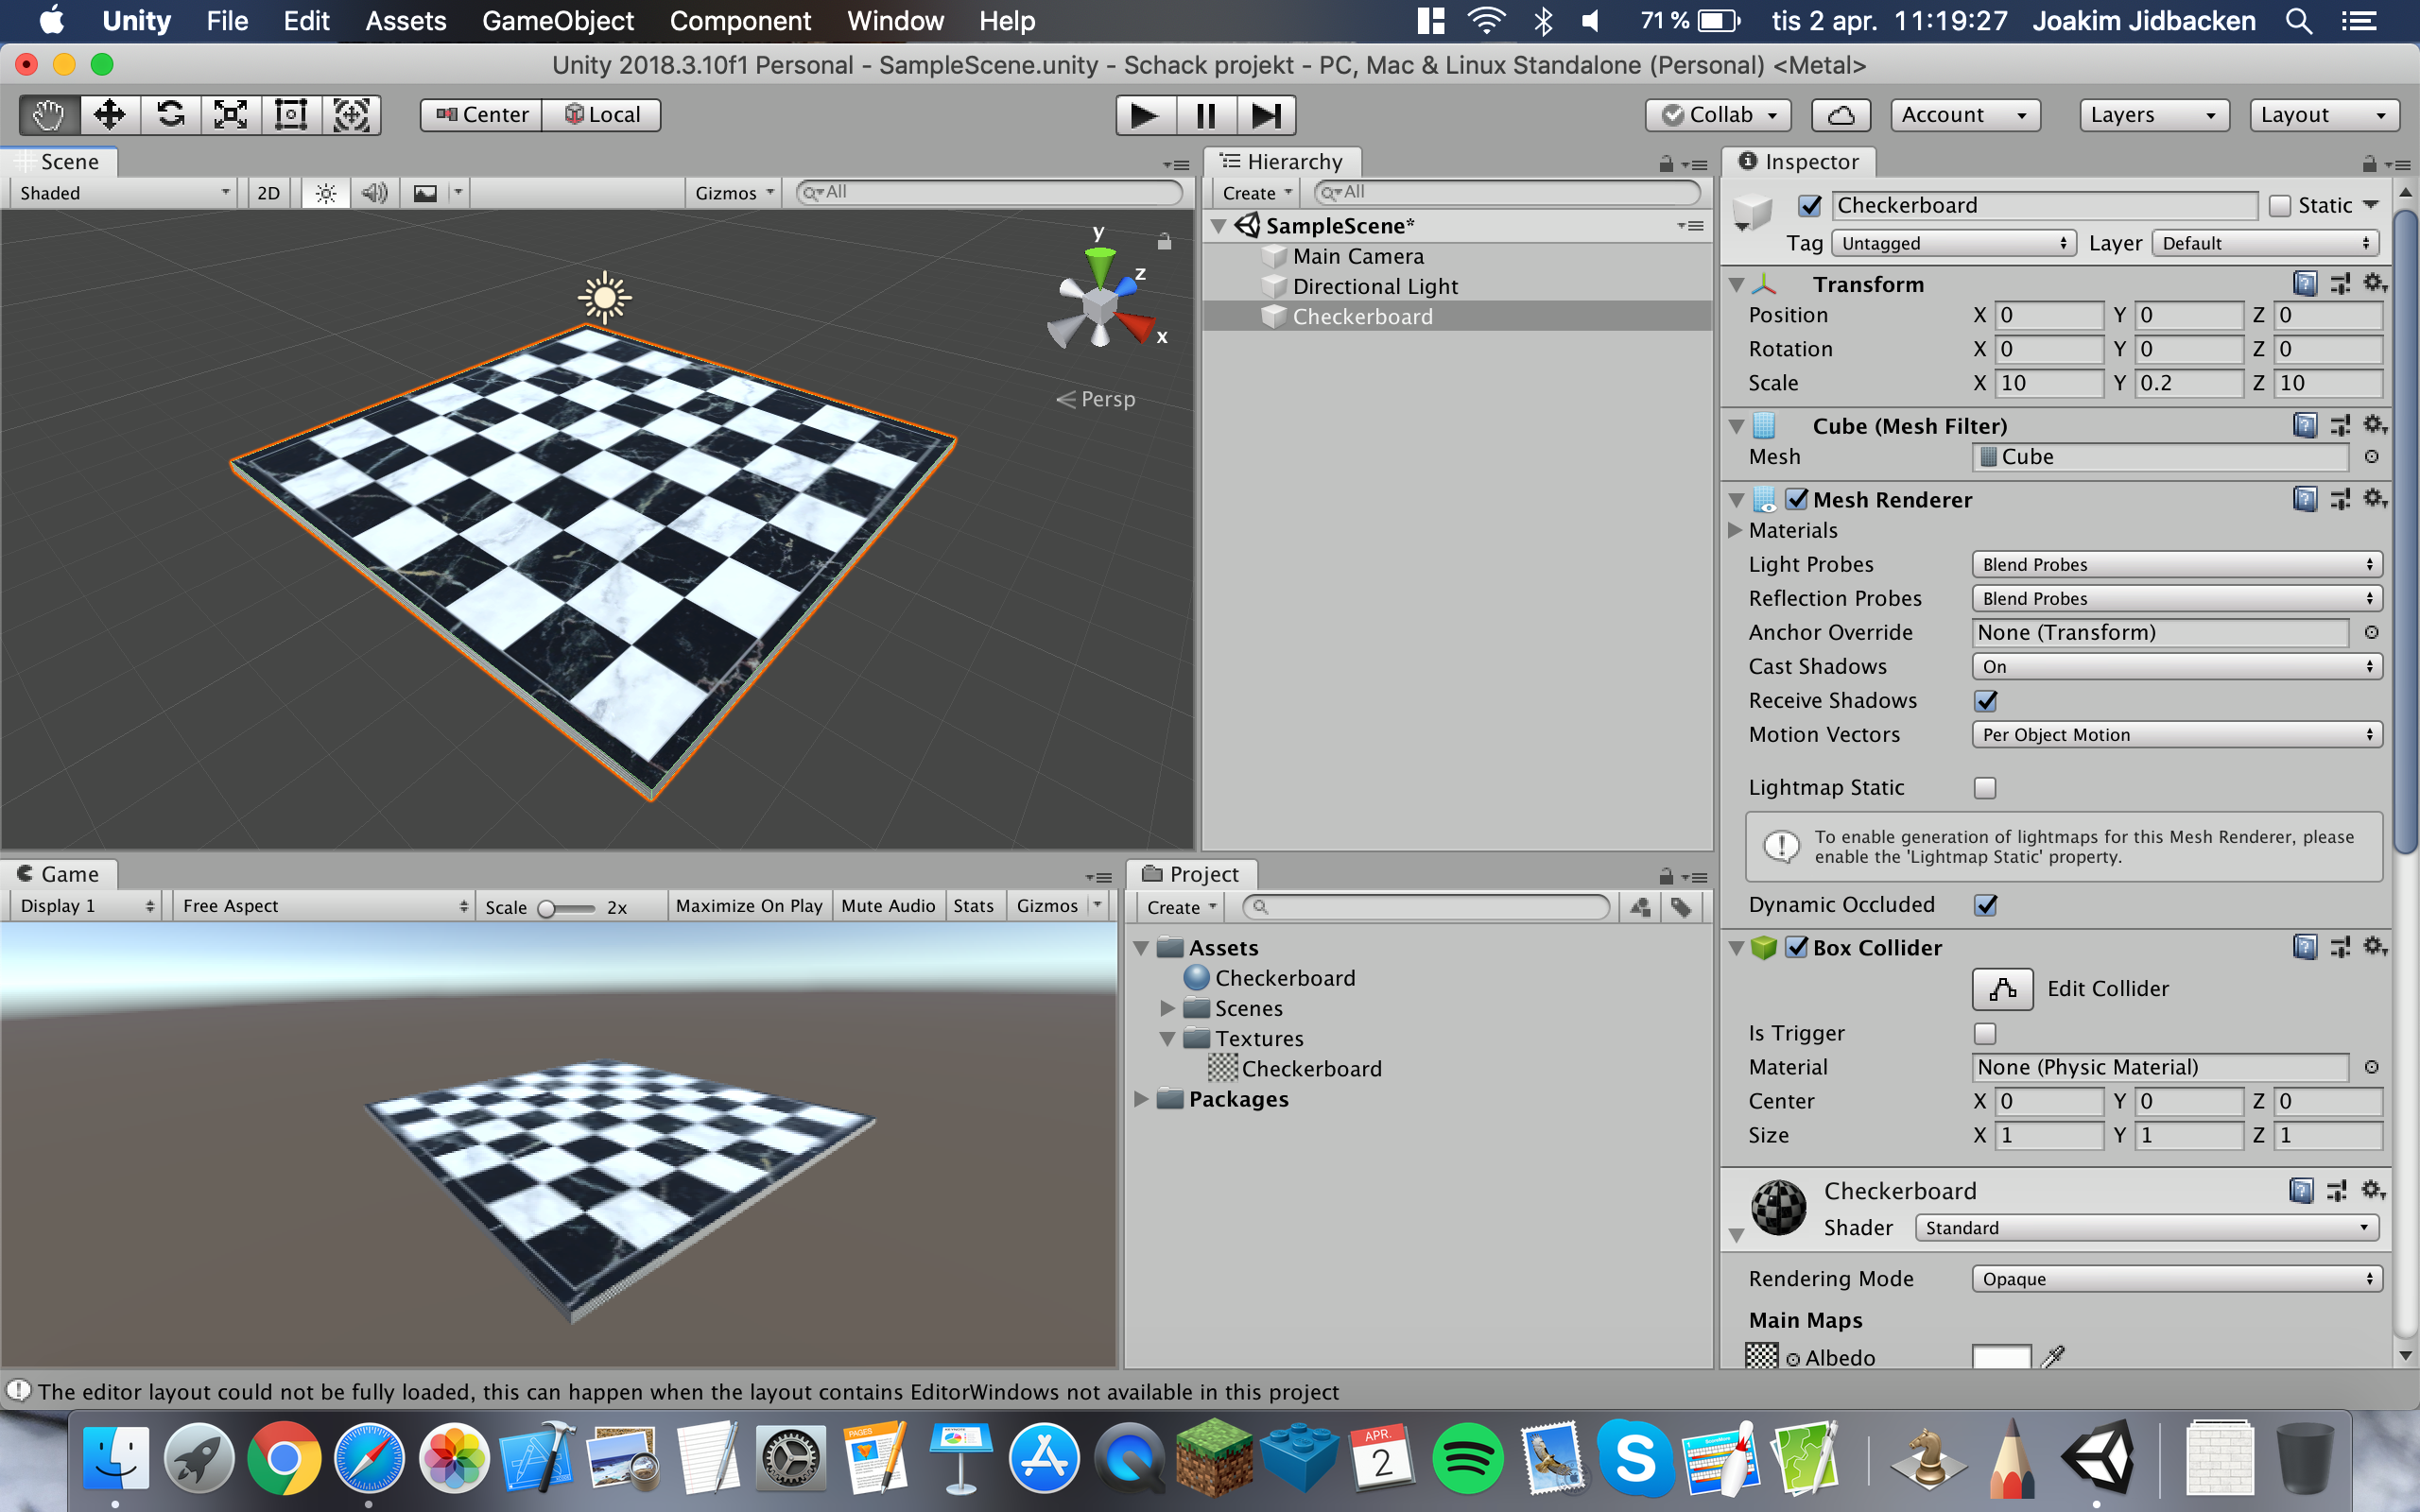 Unity File Edit Assets GameObject Component Window Help 71 % tis 2 apr. 11:19:27 Joakim Jidbacken
Unity 2018.3.10f1 Personal - SampleScene.unity - Schack projekt - PC, Mac & Linux Standalone (Personal) <Metal>
Center Local Collab Account Layers Layout
Scene
Shaded 2D Gizmos All
y
z
x
Persp
Hierarchy
Create All
SampleScene*
Main Camera
Directional Light
Checkerboard
Game
Display 1 Free Aspect Scale 2x Maximize On Play Mute Audio Stats Gizmos
Project
Create
Assets
Checkerboard
Scenes
Textures
Checkerboard
Packages
Inspector
Checkerboard Static
Tag Untagged Layer Default
Transform
Position X 0 Y 0 Z 0
Rotation X 0 Y 0 Z 0
Scale X 10 Y 0.2 Z 10
Cube (Mesh Filter)
Mesh Cube
Mesh Renderer
Materials
Light Probes Blend Probes
Reflection Probes Blend Probes
Anchor Override None (Transform)
Cast Shadows On
Receive Shadows
Motion Vectors Per Object Motion
Lightmap Static
To enable generation of lightmaps for this Mesh Renderer, please
enable the 'Lightmap Static' property.
Dynamic Occluded
Box Collider
Edit Collider
Is Trigger
Material None (Physic Material)
Center X 0 Y 0 Z 0
Size X 1 Y 1 Z 1
Checkerboard
Shader Standard
Rendering Mode Opaque
Main Maps
Albedo
The editor layout could not be fully loaded, this can happen when the layout contains EditorWindows not available in this project
PAGES
APR.
2
S